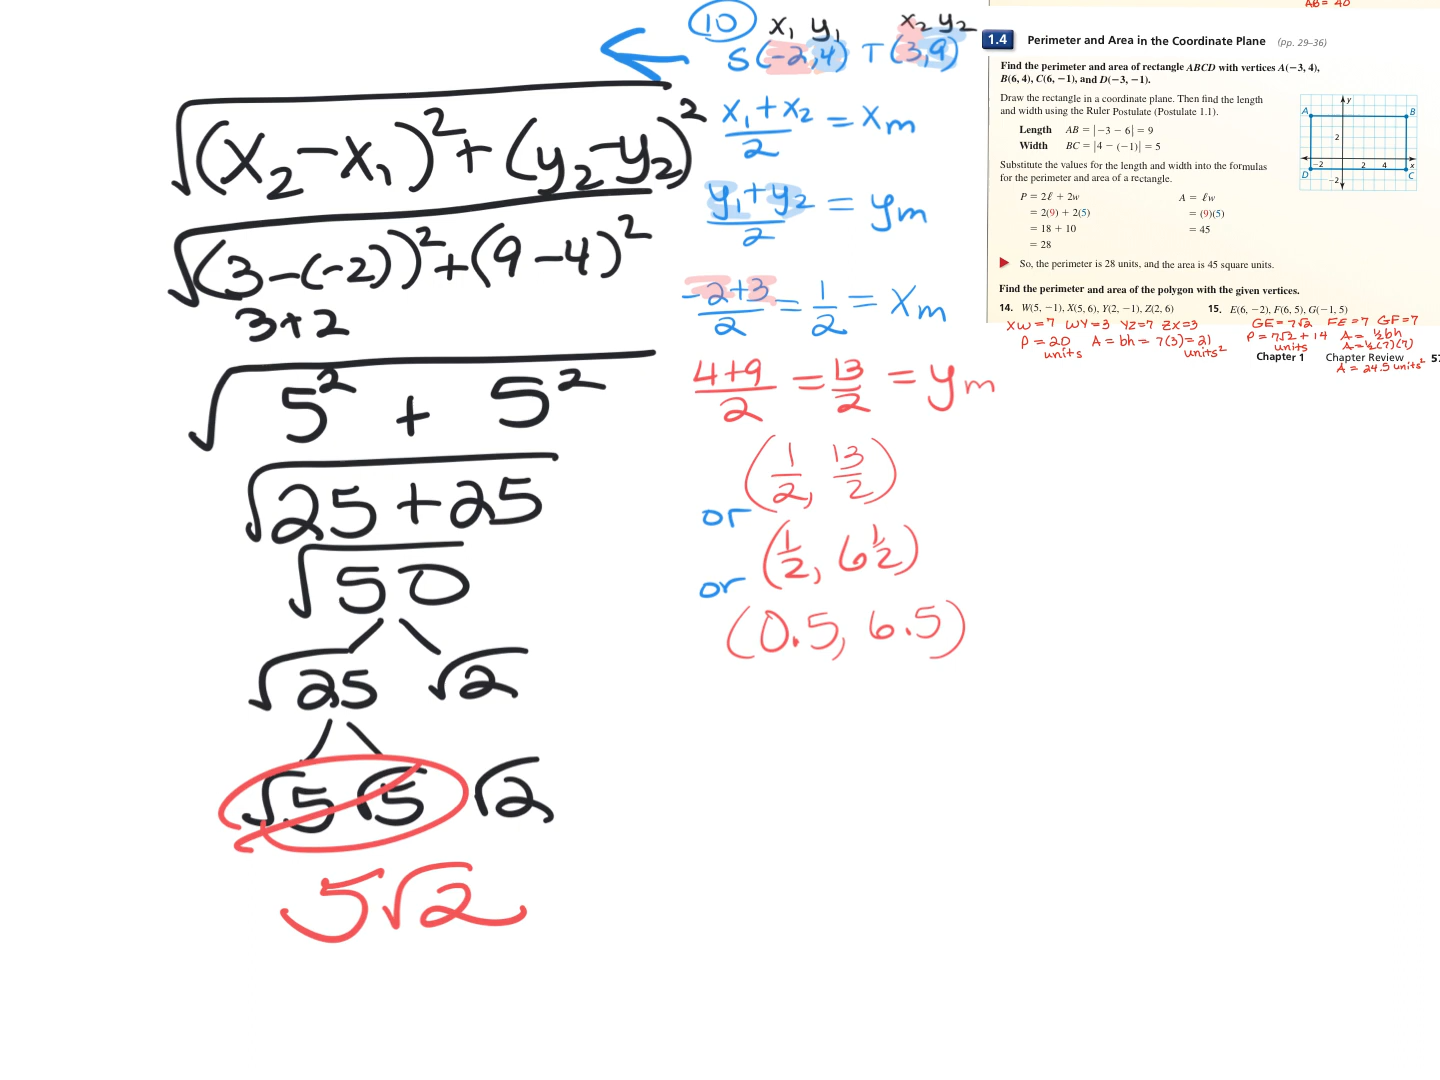 √(x₂-x₁)²+(y₂-y₂)²
√(3-(-2))²+(9-4)²
3+2
√5² + 5²
√25+25
√50
√25 √2
√5 √5 √2
5√2
10 x₁ y₁ x₂ y₂
S(-2,4) T(3,9)
x₁+x₂/2 = xm
y₁+y₂/2 = ym
-2+3/2 = 1/2 = xm
4+9/2 = 13/2 = ym
(1/2, 13/2)
or
(1/2, 6 1/2)
or
(0.5, 6.5)
AB = 40
1.4 Perimeter and Area in the Coordinate Plane (pp. 29–36)
Find the perimeter and area of rectangle ABCD with vertices A(−3, 4),
B(6, 4), C(6, −1), and D(−3, −1).
Draw the rectangle in a coordinate plane. Then find the length
and width using the Ruler Postulate (Postulate 1.1).
Length AB = |−3 − 6| = 9
Width BC = |4 − (−1)| = 5
Substitute the values for the length and width into the formulas
for the perimeter and area of a rectangle.
P = 2ℓ + 2w A = ℓw
= 2(9) + 2(5) = (9)(5)
= 18 + 10 = 45
= 28
A B y
2
−2 2 4 x
D −2 C
So, the perimeter is 28 units, and the area is 45 square units.
Find the perimeter and area of the polygon with the given vertices.
14. W(5, −1), X(5, 6), Y(2, −1), Z(2, 6) 15. E(6, −2), F(6, 5), G(−1, 5)
XW=7 WY=3 YZ=7 ZX=3
P = 20 A = bh = 7(3)= 21
units units²
GE = 7√2 FE=7 GF=7
P = 7√2 + 14 A = ½bh
units A=½(7)(7)
A = 24.5 units²
Chapter 1 Chapter Review 57